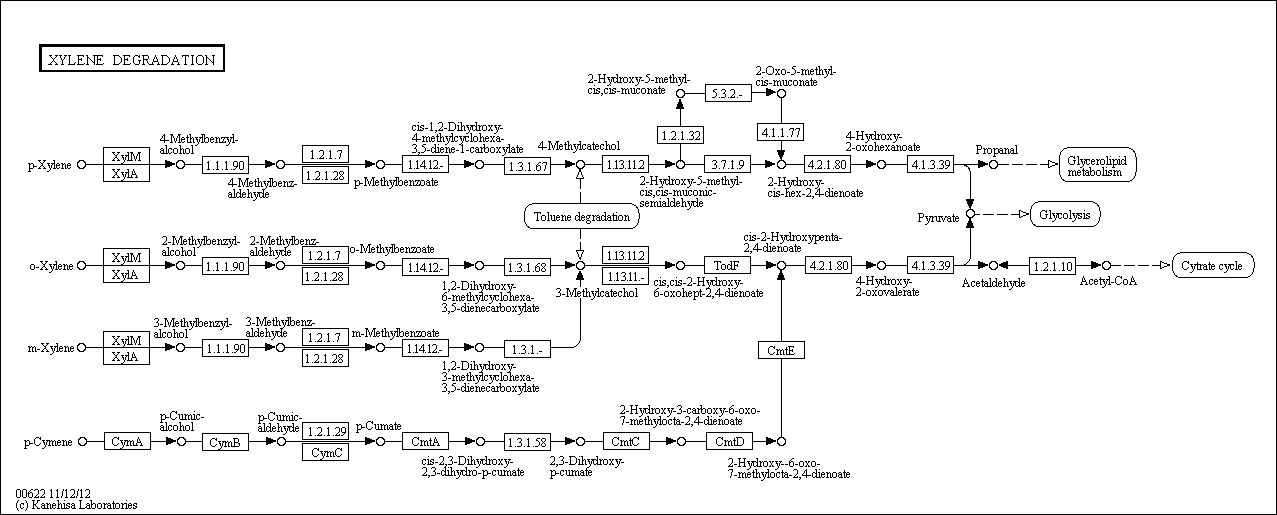 XYLENE DEGRADATION
2-Hydroxy-5-methyl-
cis,cis-muconate
5.3.2.-
2-Oxo-5-methyl-
cis-muconate
1.2.1.32
4.1.1.77
p-Xylene
XylM
XylA
4-Methylbenzyl-
alcohol
1.1.1.90
4-Methylbenz-
aldehyde
1.2.1.7
1.2.1.28
p-Methylbenzoate
1.14.12.-
cis-1,2-Dihydroxy-
4-methylcyclohexa-
3,5-diene-1-carboxylate
1.3.1.67
4-Methylcatechol
1.13.11.2
2-Hydroxy-5-methyl-
cis,cis-muconic-
semialdehyde
3.7.1.9
2-Hydroxy-
cis-hex-2,4-dienoate
4.2.1.80
4-Hydroxy-
2-oxohexanoate
4.1.3.39
Propanal
Glycerolipid
metabolism
Toluene degradation
Pyruvate
Glycolysis
o-Xylene
XylM
XylA
2-Methylbenzyl-
alcohol
1.1.1.90
2-Methylbenz-
aldehyde
1.2.1.7
1.2.1.28
o-Methylbenzoate
1.14.12.-
1,2-Dihydroxy-
6-methylcyclohexa-
3,5-dienecarboxylate
1.3.1.68
3-Methylcatechol
1.13.11.2
1.13.11.-
cis,cis-2-Hydroxy-
6-oxohept-2,4-dienoate
TodF
cis-2-Hydroxypenta-
2,4-dienoate
4.2.1.80
4-Hydroxy-
2-oxovalerate
4.1.3.39
Acetaldehyde
1.2.1.10
Acetyl-CoA
Cytrate cycle
m-Xylene
XylM
XylA
3-Methylbenzyl-
alcohol
1.1.1.90
3-Methylbenz-
aldehyde
1.2.1.7
1.2.1.28
m-Methylbenzoate
1.14.12.-
1,2-Dihydroxy-
3-methylcyclohexa-
3,5-dienecarboxylate
1.3.1.-
CmtE
p-Cymene
CymA
p-Cumic-
alcohol
CymB
p-Cumic-
aldehyde
1.2.1.29
CymC
p-Cumate
CmtA
cis-2,3-Dihydroxy-
2,3-dihydro-p-cumate
1.3.1.58
2,3-Dihydroxy-
p-cumate
CmtC
2-Hydroxy-3-carboxy-6-oxo-
7-methylocta-2,4-dienoate
CmtD
2-Hydroxy--6-oxo-
7-methylocta-2,4-dienoate
00622 11/12/12
(c) Kanehisa Laboratories